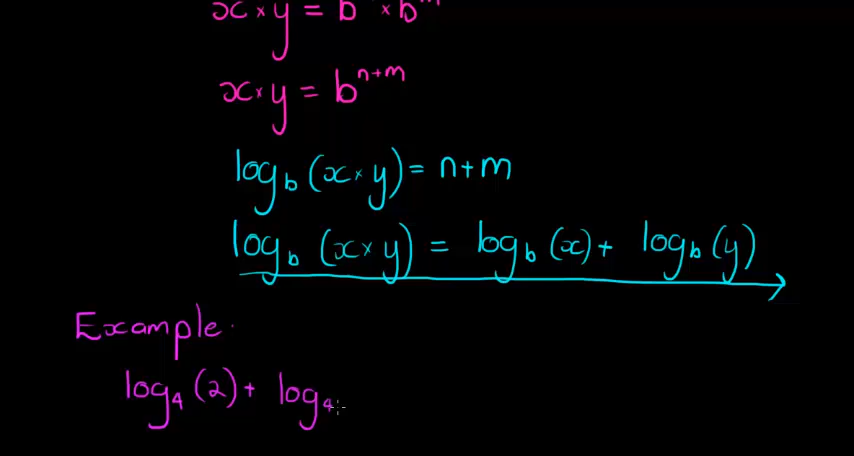 x × y = b × b^m
x × y = b^{n+m}
log_b (x × y) = n+m
log_b (x × y) = log_b (x) + log_b (y)
Example.
log_4 (2) + log_4